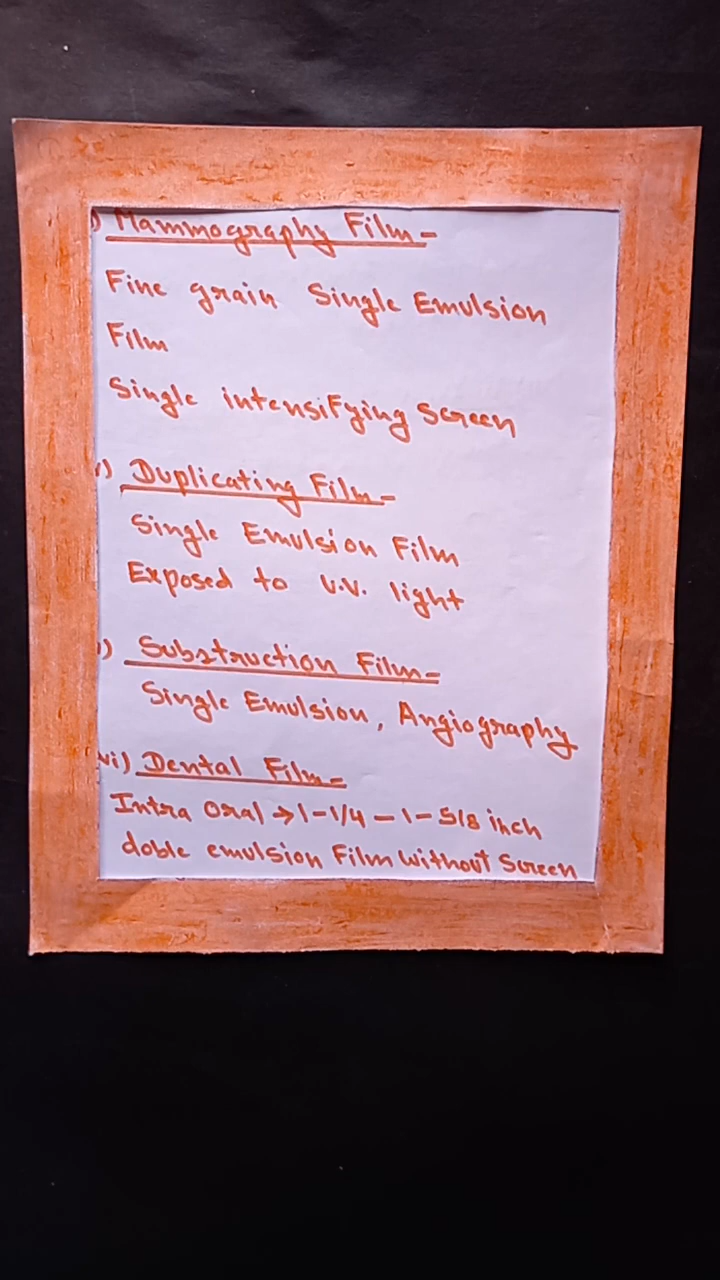 ) Mammography Film-
Fine grain Single Emulsion
Film
Single intensifying Screen
) Duplicating Film-
Single Emulsion Film
Exposed to U.V. light
) Substruction Film-
Single Emulsion, Angiography
vi) Dental Film-
Intra Oral → 1-1/4 - 1-5/8 inch
doble emulsion Film Without Screen